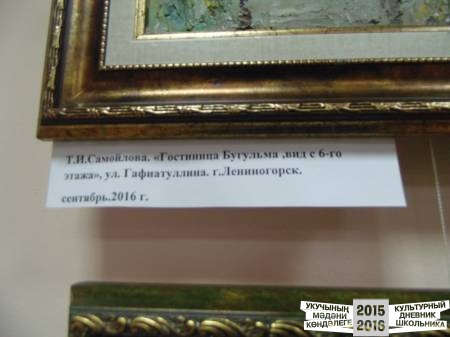 Т.И.Самойлова. «Гостиница Бугульма ,вид с 6-го
этажа», ул. Гафиатуллина. г.Лениногорск.
сентябрь.2016 г.
УКУЧЫНЫҢ
МӘДӘНИ
КӨНДӘЛЕГЕ
2015
2016
КУЛЬТУРНЫЙ
ДНЕВНИК
ШКОЛЬНИКА